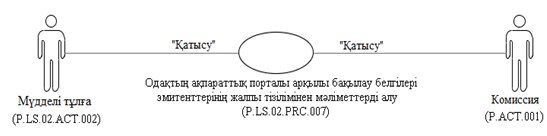 "Қатысу"
"Қатысу"
Мүдделі тұлға
(P.LS.02.ACT.002)
Одақтың ақпараттық порталы арқылы бақылау белгілері
эмитенттерінің жалпы тізілімінен мәліметтерді алу
(P.LS.02.PRC.007)
Комиссия
(P.ACT.001)